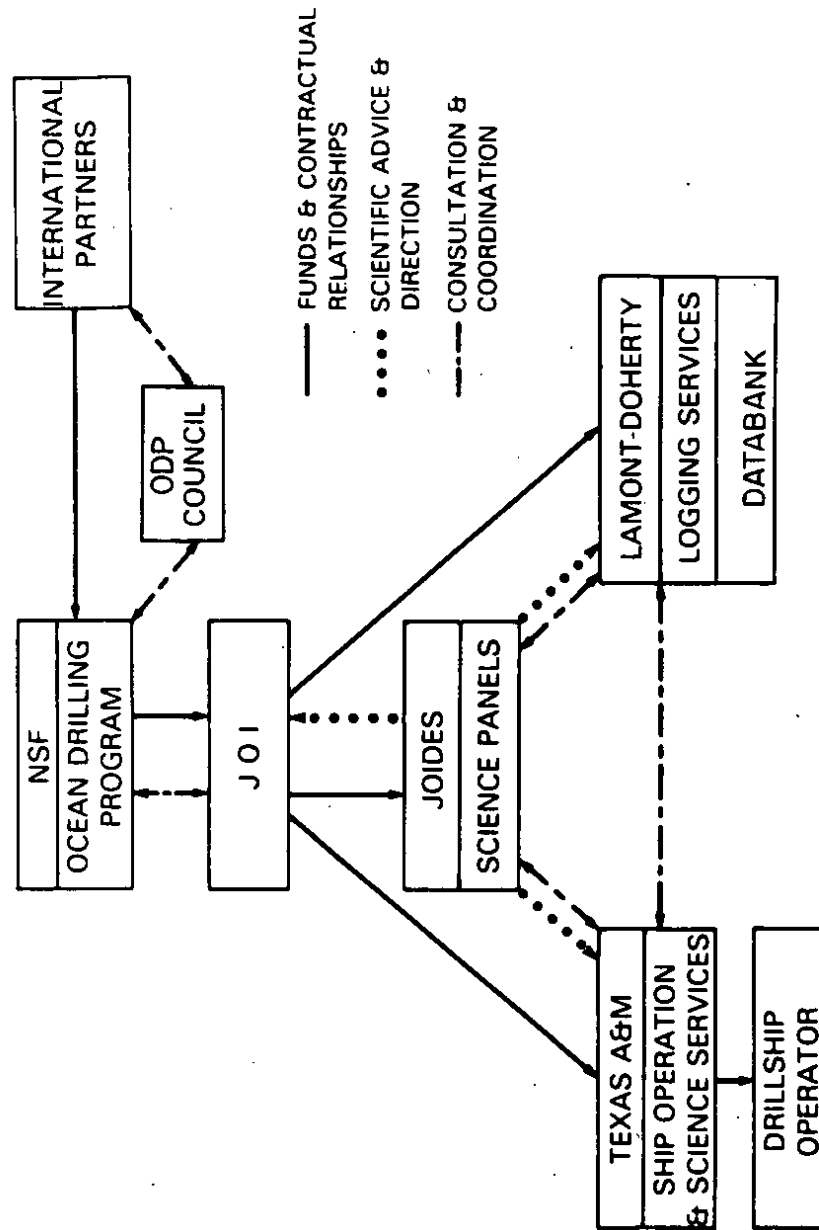 NSF
OCEAN DRILLING
PROGRAM
INTERNATIONAL
PARTNERS
ODP
COUNCIL
J O I
JOIDES
SCIENCE PANELS
TEXAS A&M
SHIP OPERATION
& SCIENCE SERVICES
DRILLSHIP
OPERATOR
LAMONT-DOHERTY
LOGGING SERVICES
DATABANK
FUNDS & CONTRACTUAL
RELATIONSHIPS
SCIENTIFIC ADVICE &
DIRECTION
CONSULTATION &
COORDINATION